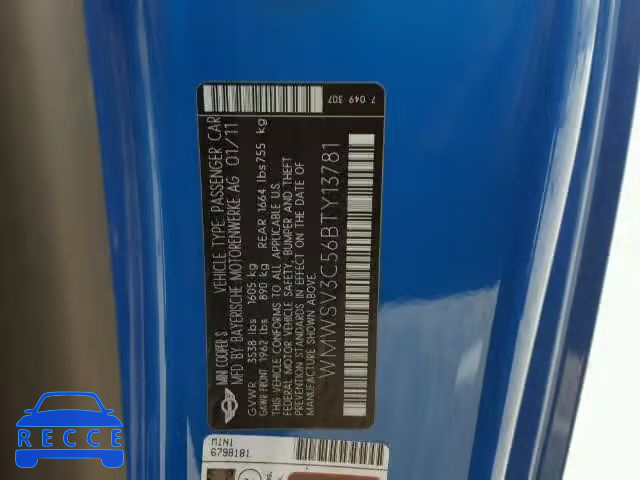 MINI COOPER S VEHICLE TYPE: PASSENGER CAR
MFD BY BAYERISCHE MOTORENWERKE AG 01/11
GVWR 3538 lbs 1605 kg
GAWR FRONT 1962 lbs 890 kg REAR 1664 lbs 755 kg
THIS VEHICLE CONFORMS TO ALL APPLICABLE U.S.
FEDERAL MOTOR VEHICLE SAFETY, BUMPER AND THEFT
PREVENTION STANDARDS IN EFFECT ON THE DATE OF
MANUFACTURE SHOWN ABOVE.
WMWSV3C56BTY13781
7 049 307
MINI
6798181
RECCE